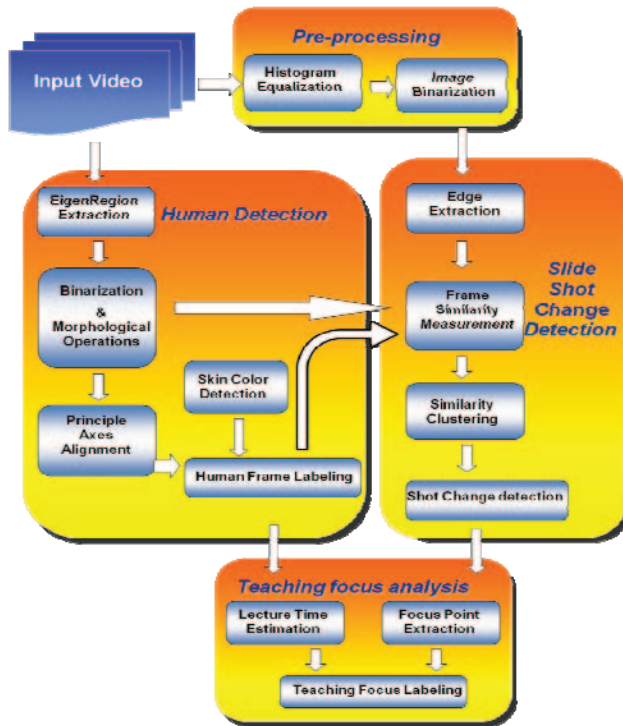 Pre-processing
Input Video
Histogram
Equalization
Image
Binarization
EigenRegion
Extraction
Human Detection
Binarization
&
Morphological
Operations
Principle
Axes
Alignment
Skin Color
Detection
Human Frame Labeling
Edge
Extraction
Slide
Shot
Change
Detection
Frame
Similarity
Measurement
Similarity
Clustering
Shot Change detection
Teaching focus analysis
Lecture Time
Estimation
Focus Point
Extraction
Teaching Focus Labeling